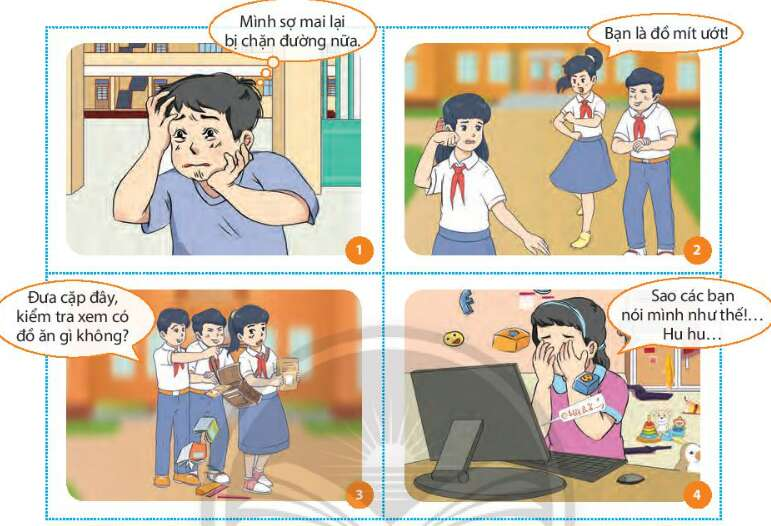 Mình sợ mai lại
bị chặn đường nữa.
Bạn là đồ mít ướt!
1
2
Đưa cặp đây,
kiểm tra xem có
đồ ăn gì không?
Sao các bạn
nói mình như thế!...
Hu hu...
3
4